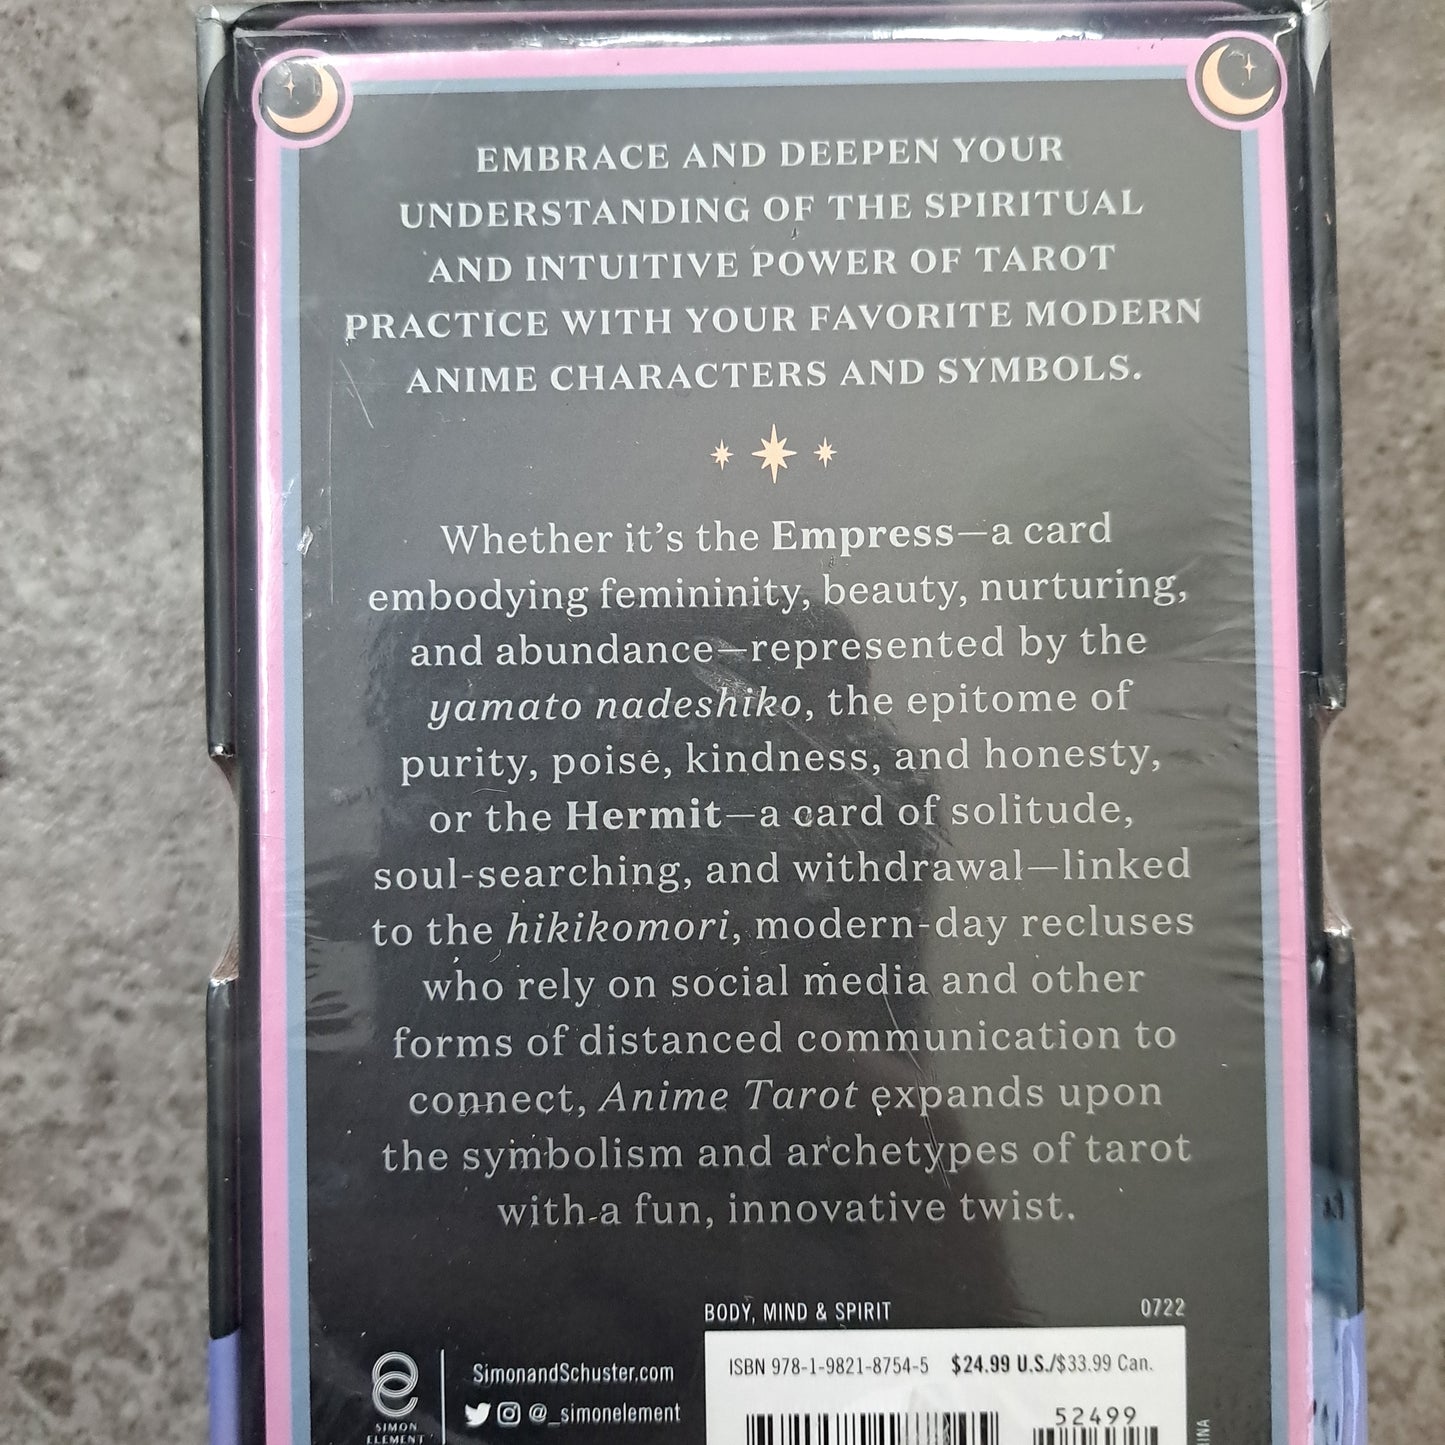 EMBRACE AND DEEPEN YOUR
UNDERSTANDING OF THE SPIRITUAL
AND INTUITIVE POWER OF TAROT
PRACTICE WITH YOUR FAVORITE MODERN
ANIME CHARACTERS AND SYMBOLS.
Whether it's the Empress—a card
embodying femininity, beauty, nurturing,
and abundance—represented by the
yamato nadeshiko, the epitome of
purity, poise, kindness, and honesty,
or the Hermit—a card of solitude,
soul-searching, and withdrawal—linked
to the hikikomori, modern-day recluses
who rely on social media and other
forms of distanced communication to
connect, Anime Tarot expands upon
the symbolism and archetypes of tarot
with a fun, innovative twist.
BODY, MIND & SPIRIT 0722
ISBN 978-1-9821-8754-5 $24.99 U.S./$33.99 Can.
52499
SimonandSchuster.com
@_simonelement
SIMON
ELEMENT